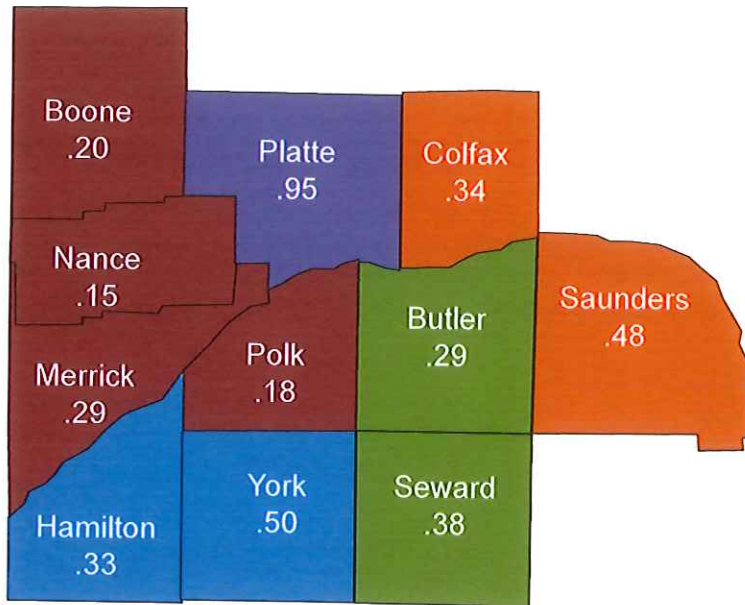 Boone
.20
Platte
.95
Colfax
.34
Nance
.15
Saunders
.48
Butler
.29
Polk
.18
Merrick
.29
York
.50
Seward
.38
Hamilton
.33